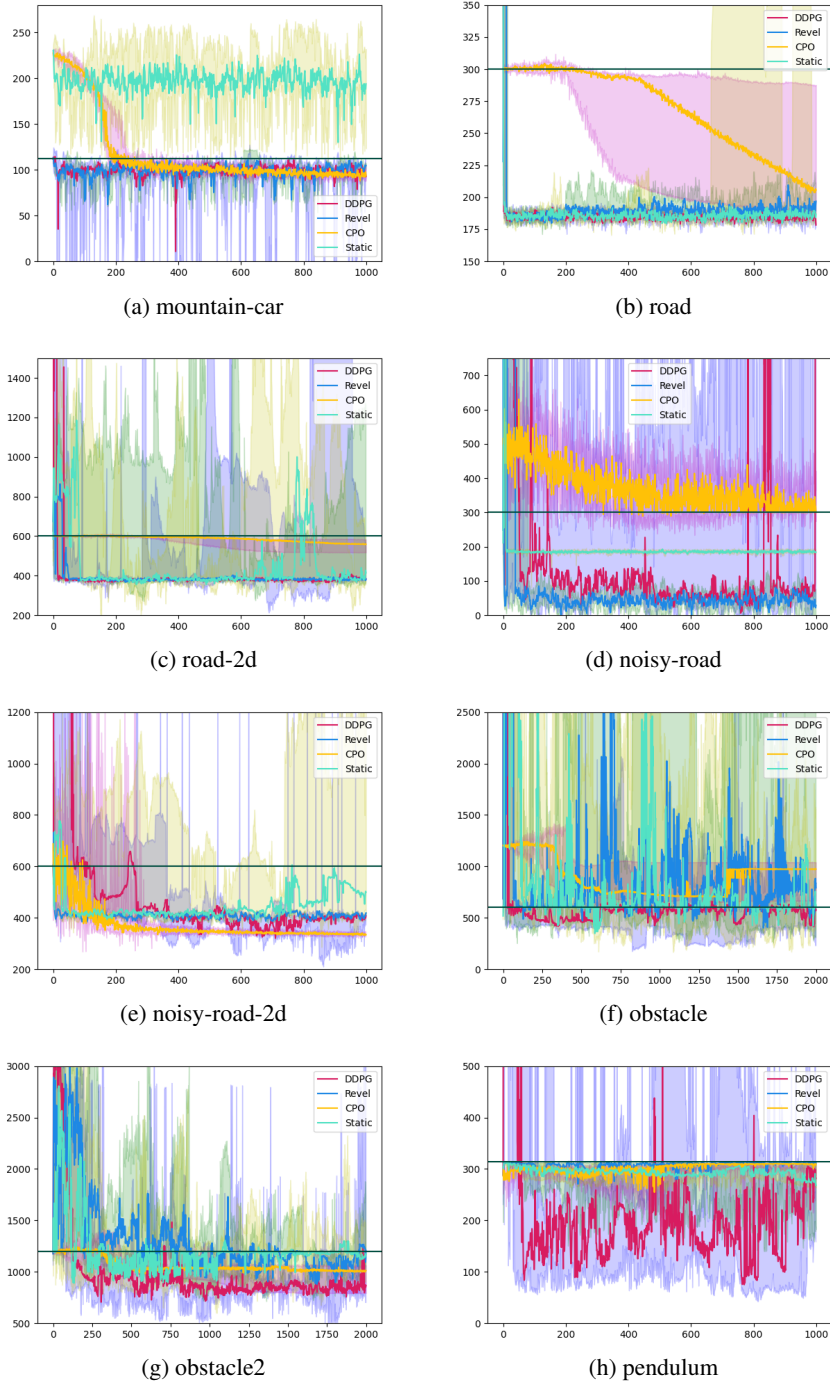 250
200
150
100
50
0
0 200 400 600 800 1000
DDPG
Revel
CPO
Static
(a) mountain-car
350
325
300
275
250
225
200
175
150
0 200 400 600 800 1000
DDPG
Revel
CPO
Static
(b) road
1400
1200
1000
800
600
400
200
0 200 400 600 800 1000
DDPG
Revel
CPO
Static
(c) road-2d
700
600
500
400
300
200
100
0
0 200 400 600 800 1000
DDPG
Revel
CPO
Static
(d) noisy-road
1200
1000
800
600
400
200
0 200 400 600 800 1000
DDPG
Revel
CPO
Static
(e) noisy-road-2d
2500
2000
1500
1000
500
0
0 250 500 750 1000 1250 1500 1750 2000
DDPG
Revel
CPO
Static
(f) obstacle
3000
2500
2000
1500
1000
500
0 250 500 750 1000 1250 1500 1750 2000
DDPG
Revel
CPO
Static
(g) obstacle2
500
400
300
200
100
0
0 200 400 600 800 1000
DDPG
Revel
CPO
Static
(h) pendulum